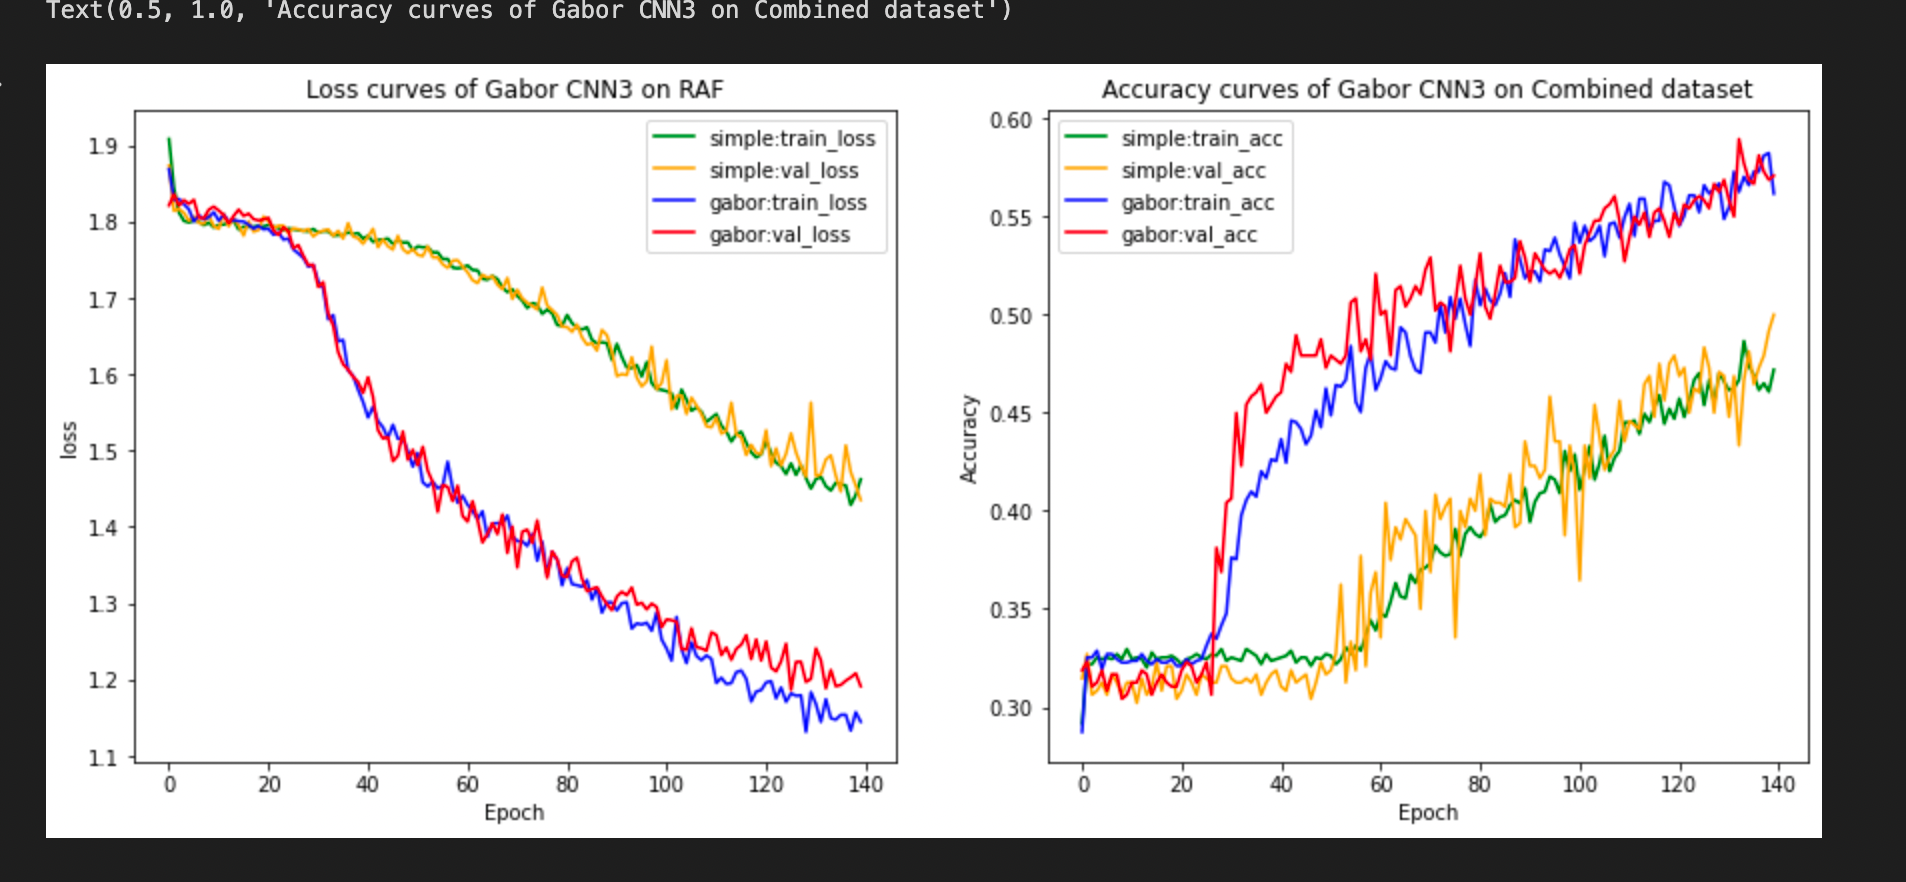 Text(0.5, 1.0, 'Accuracy curves of Gabor CNN3 on Combined dataset')
Loss curves of Gabor CNN3 on RAF
simple:train_loss
simple:val_loss
gabor:train_loss
gabor:val_loss
1.9
1.8
1.7
1.6
1.5
1.4
1.3
1.2
1.1
loss
0 20 40 60 80 100 120 140
Epoch
Accuracy curves of Gabor CNN3 on Combined dataset
simple:train_acc
simple:val_acc
gabor:train_acc
gabor:val_acc
0.60
0.55
0.50
0.45
0.40
0.35
0.30
Accuracy
0 20 40 60 80 100 120 140
Epoch